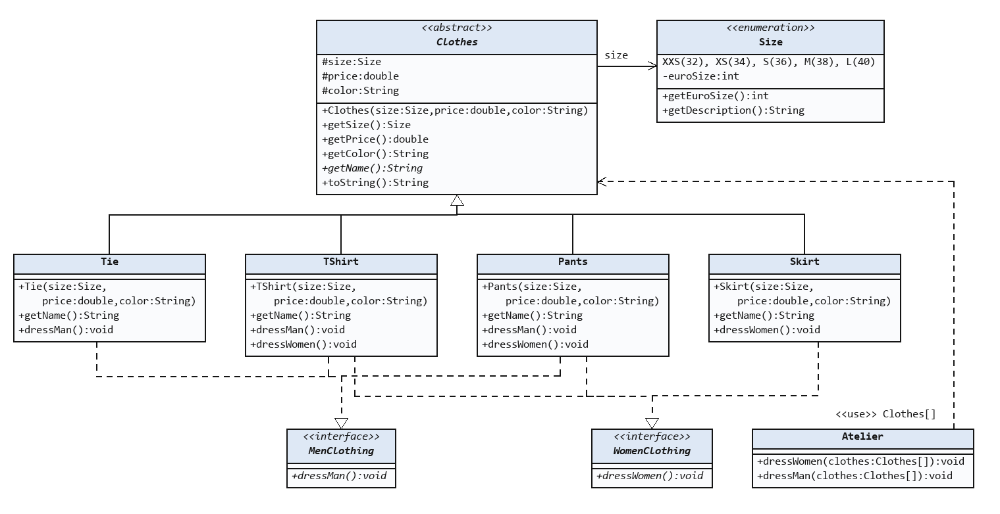 <<abstract>>
Clothes
#size:Size
#price:double
#color:String
+Clothes(size:Size,price:double,color:String)
+getSize():Size
+getPrice():double
+getColor():String
+getName():String
+toString():String
size
<<enumeration>>
Size
XXS(32), XS(34), S(36), M(38), L(40)
-euroSize:int
+getEuroSize():int
+getDescription():String
Tie
+Tie(size:Size,
price:double,color:String)
+getName():String
+dressMan():void
TShirt
+TShirt(size:Size,
price:double,color:String)
+getName():String
+dressMan():void
+dressWomen():void
Pants
+Pants(size:Size,
price:double,color:String)
+getName():String
+dressMan():void
+dressWomen():void
Skirt
+Skirt(size:Size,
price:double,color:String)
+getName():String
+dressWomen():void
<<interface>>
MenClothing
+dressMan():void
<<interface>>
WomenClothing
+dressWomen():void
<<use>> Clothes[]
Atelier
+dressWomen(clothes:Clothes[]):void
+dressMan(clothes:Clothes[]):void